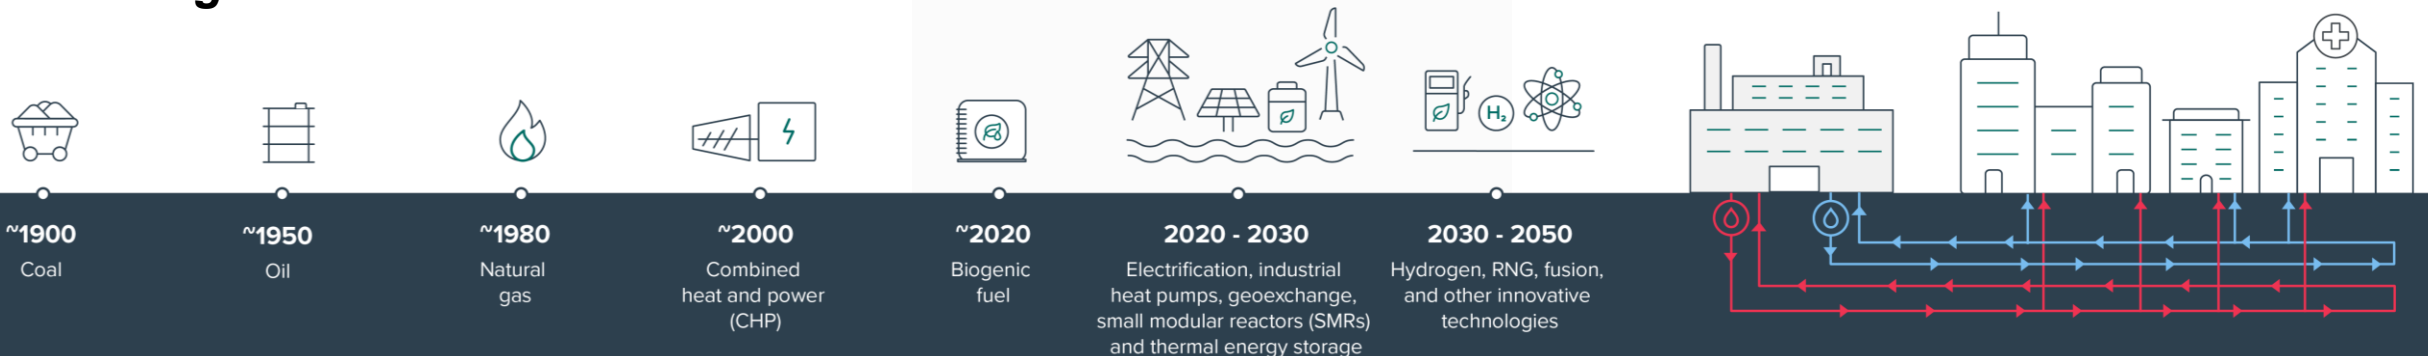 H₂
~1900
Coal
~1950
Oil
~1980
Natural
gas
~2000
Combined
heat and power
(CHP)
~2020
Biogenic
fuel
2020 - 2030
Electrification, industrial
heat pumps, geoexchange,
small modular reactors (SMRs)
and thermal energy storage
2030 - 2050
Hydrogen, RNG, fusion,
and other innovative
technologies